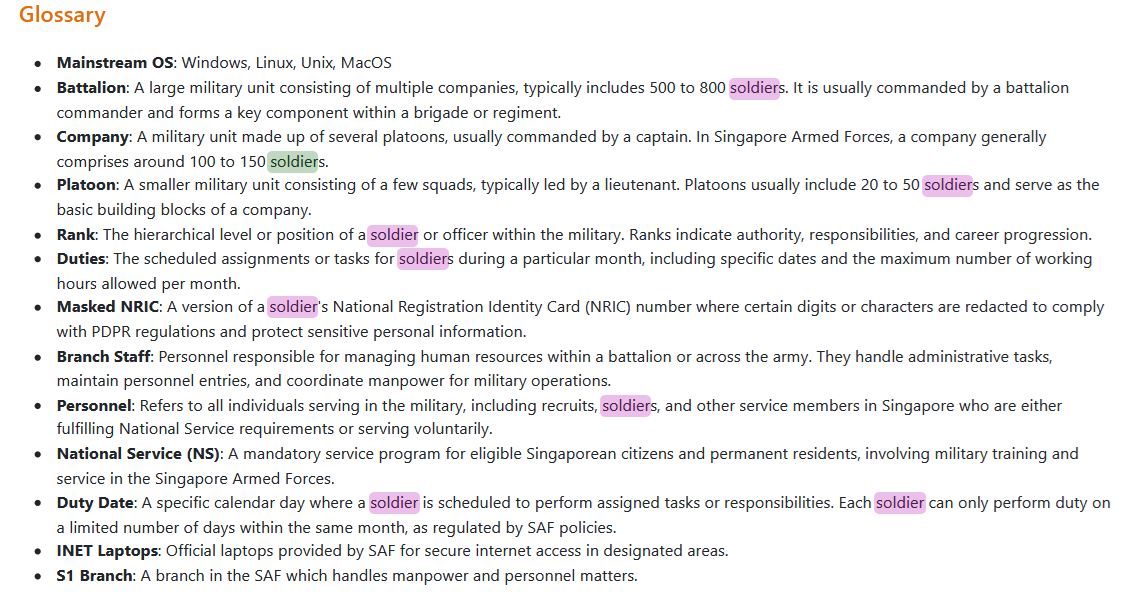 Glossary
Mainstream OS: Windows, Linux, Unix, MacOS
Battalion: A large military unit consisting of multiple companies, typically includes 500 to 800 soldiers. It is usually commanded by a battalion
commander and forms a key component within a brigade or regiment.
Company: A military unit made up of several platoons, usually commanded by a captain. In Singapore Armed Forces, a company generally
comprises around 100 to 150 soldiers.
Platoon: A smaller military unit consisting of a few squads, typically led by a lieutenant. Platoons usually include 20 to 50 soldiers and serve as the
basic building blocks of a company.
Rank: The hierarchical level or position of a soldier or officer within the military. Ranks indicate authority, responsibilities, and career progression.
Duties: The scheduled assignments or tasks for soldiers during a particular month, including specific dates and the maximum number of working
hours allowed per month.
Masked NRIC: A version of a soldier's National Registration Identity Card (NRIC) number where certain digits or characters are redacted to comply
with PDPR regulations and protect sensitive personal information.
Branch Staff: Personnel responsible for managing human resources within a battalion or across the army. They handle administrative tasks,
maintain personnel entries, and coordinate manpower for military operations.
Personnel: Refers to all individuals serving in the military, including recruits, soldiers, and other service members in Singapore who are either
fulfilling National Service requirements or serving voluntarily.
National Service (NS): A mandatory service program for eligible Singaporean citizens and permanent residents, involving military training and
service in the Singapore Armed Forces.
Duty Date: A specific calendar day where a soldier is scheduled to perform assigned tasks or responsibilities. Each soldier can only perform duty on
a limited number of days within the same month, as regulated by SAF policies.
INET Laptops: Official laptops provided by SAF for secure internet access in designated areas.
S1 Branch: A branch in the SAF which handles manpower and personnel matters.